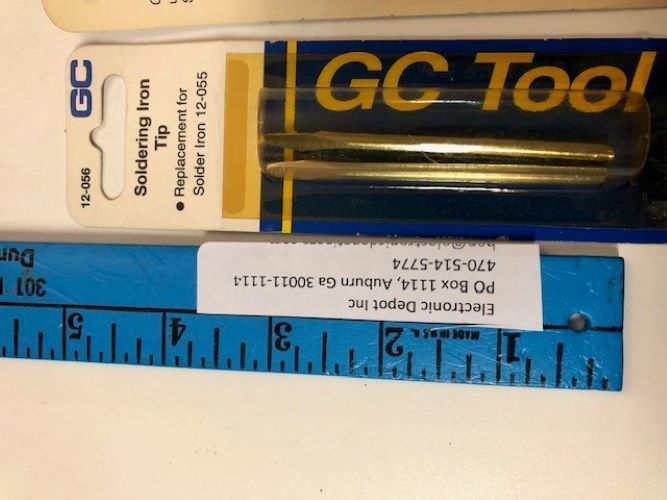 GC
12-056
Soldering Iron
Tip
● Replacement for
Solder Iron 12-055
GC Tool
Electronic Depot Inc
PO Box 1114, Auburn Ga 30011-1114
470-514-5774
301
MADE IN U.S.A.
1 2 3 4 5